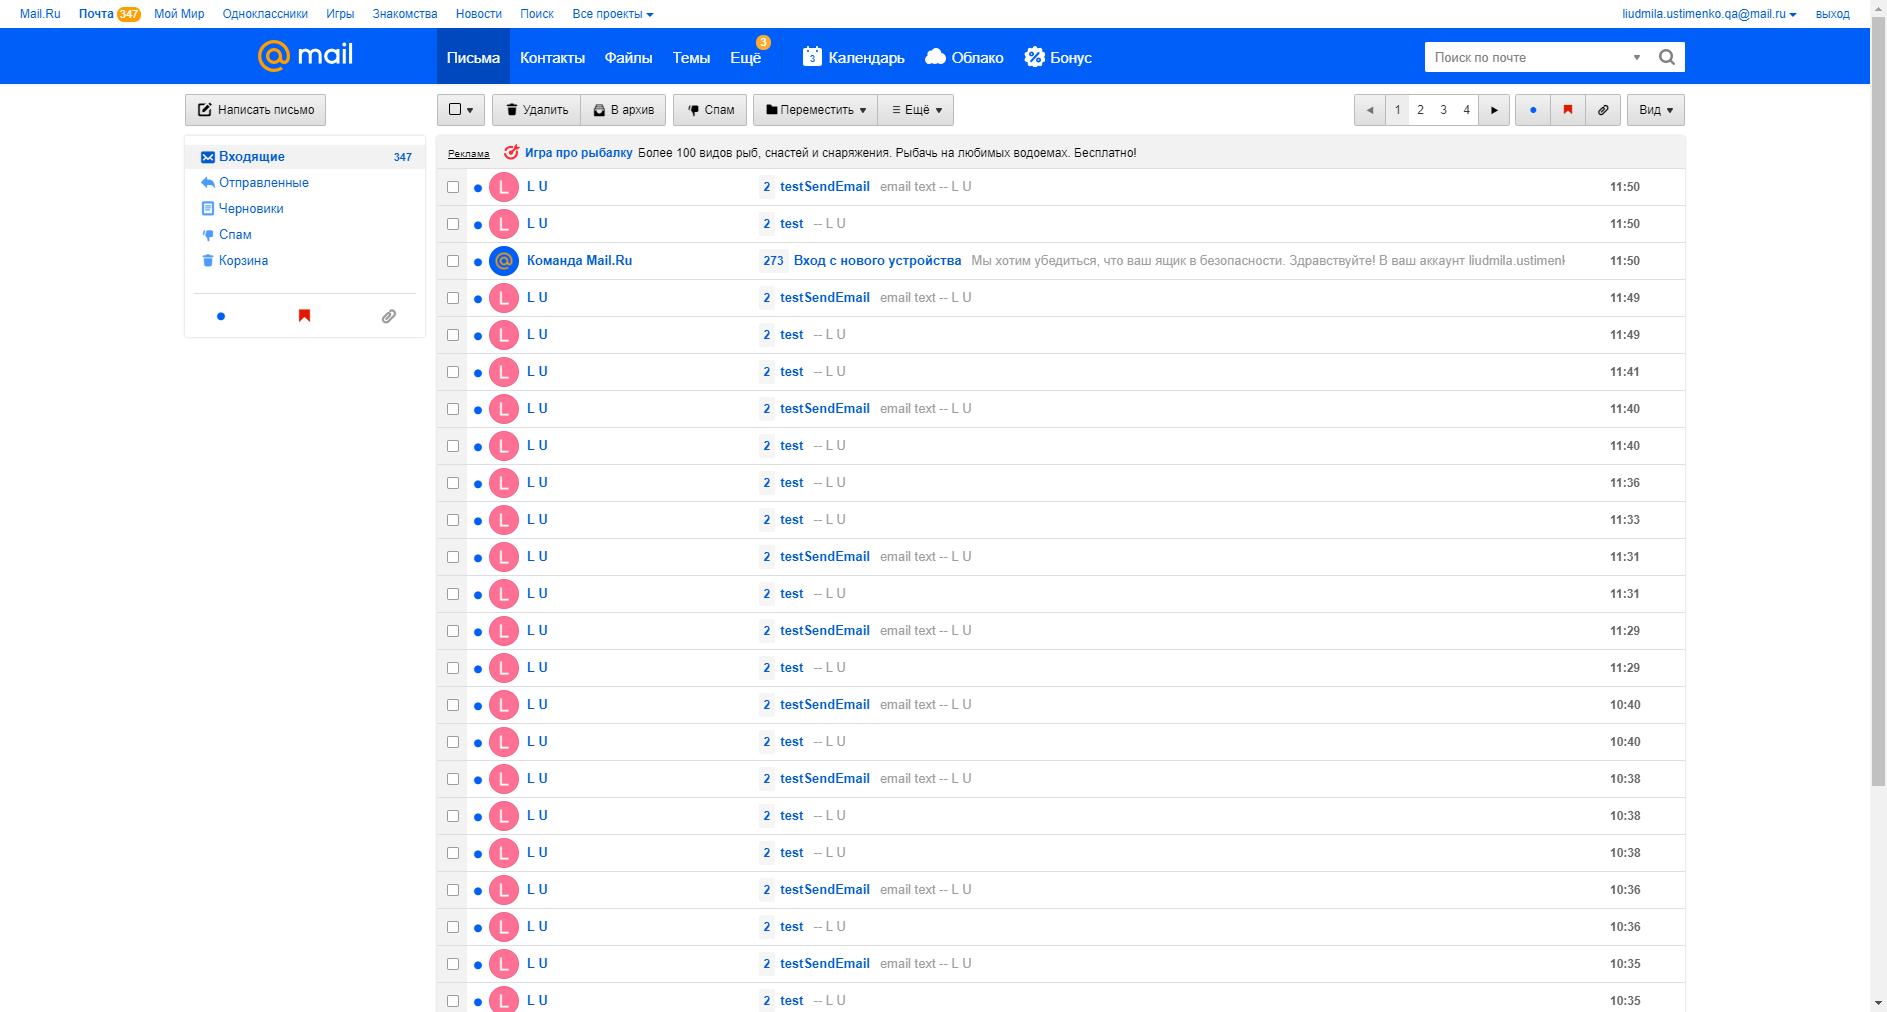 Mail.Ru Почта 347 Мой Мир Одноклассники Игры Знакомства Новости Поиск Все проекты liudmila.ustimenko.qa@mail.ru выход
mail Письма Контакты Файлы Темы Ещё 3 3 Календарь Облако Бонус Поиск по почте
Написать письмо Удалить В архив Спам Переместить Ещё 1 2 3 4 Вид
Входящие 347
Отправленные
Черновики
Спам
Корзина
Реклама Игра про рыбалку Более 100 видов рыб, снастей и снаряжения. Рыбачь на любимых водоемах. Бесплатно!
L L U 2 testSendEmail email text -- L U 11:50
L L U 2 test -- L U 11:50
Команда Mail.Ru 273 Вход с нового устройства Мы хотим убедиться, что ваш ящик в безопасности. Здравствуйте! В ваш аккаунт liudmila.ustimenk 11:50
L L U 2 testSendEmail email text -- L U 11:49
L L U 2 test -- L U 11:49
L L U 2 test -- L U 11:41
L L U 2 testSendEmail email text -- L U 11:40
L L U 2 test -- L U 11:40
L L U 2 test -- L U 11:36
L L U 2 test -- L U 11:33
L L U 2 testSendEmail email text -- L U 11:31
L L U 2 test -- L U 11:31
L L U 2 testSendEmail email text -- L U 11:29
L L U 2 test -- L U 11:29
L L U 2 testSendEmail email text -- L U 10:40
L L U 2 test -- L U 10:40
L L U 2 testSendEmail email text -- L U 10:38
L L U 2 test -- L U 10:38
L L U 2 test -- L U 10:38
L L U 2 testSendEmail email text -- L U 10:36
L L U 2 test -- L U 10:36
L L U 2 testSendEmail email text -- L U 10:35
L L U 2 test -- L U 10:35